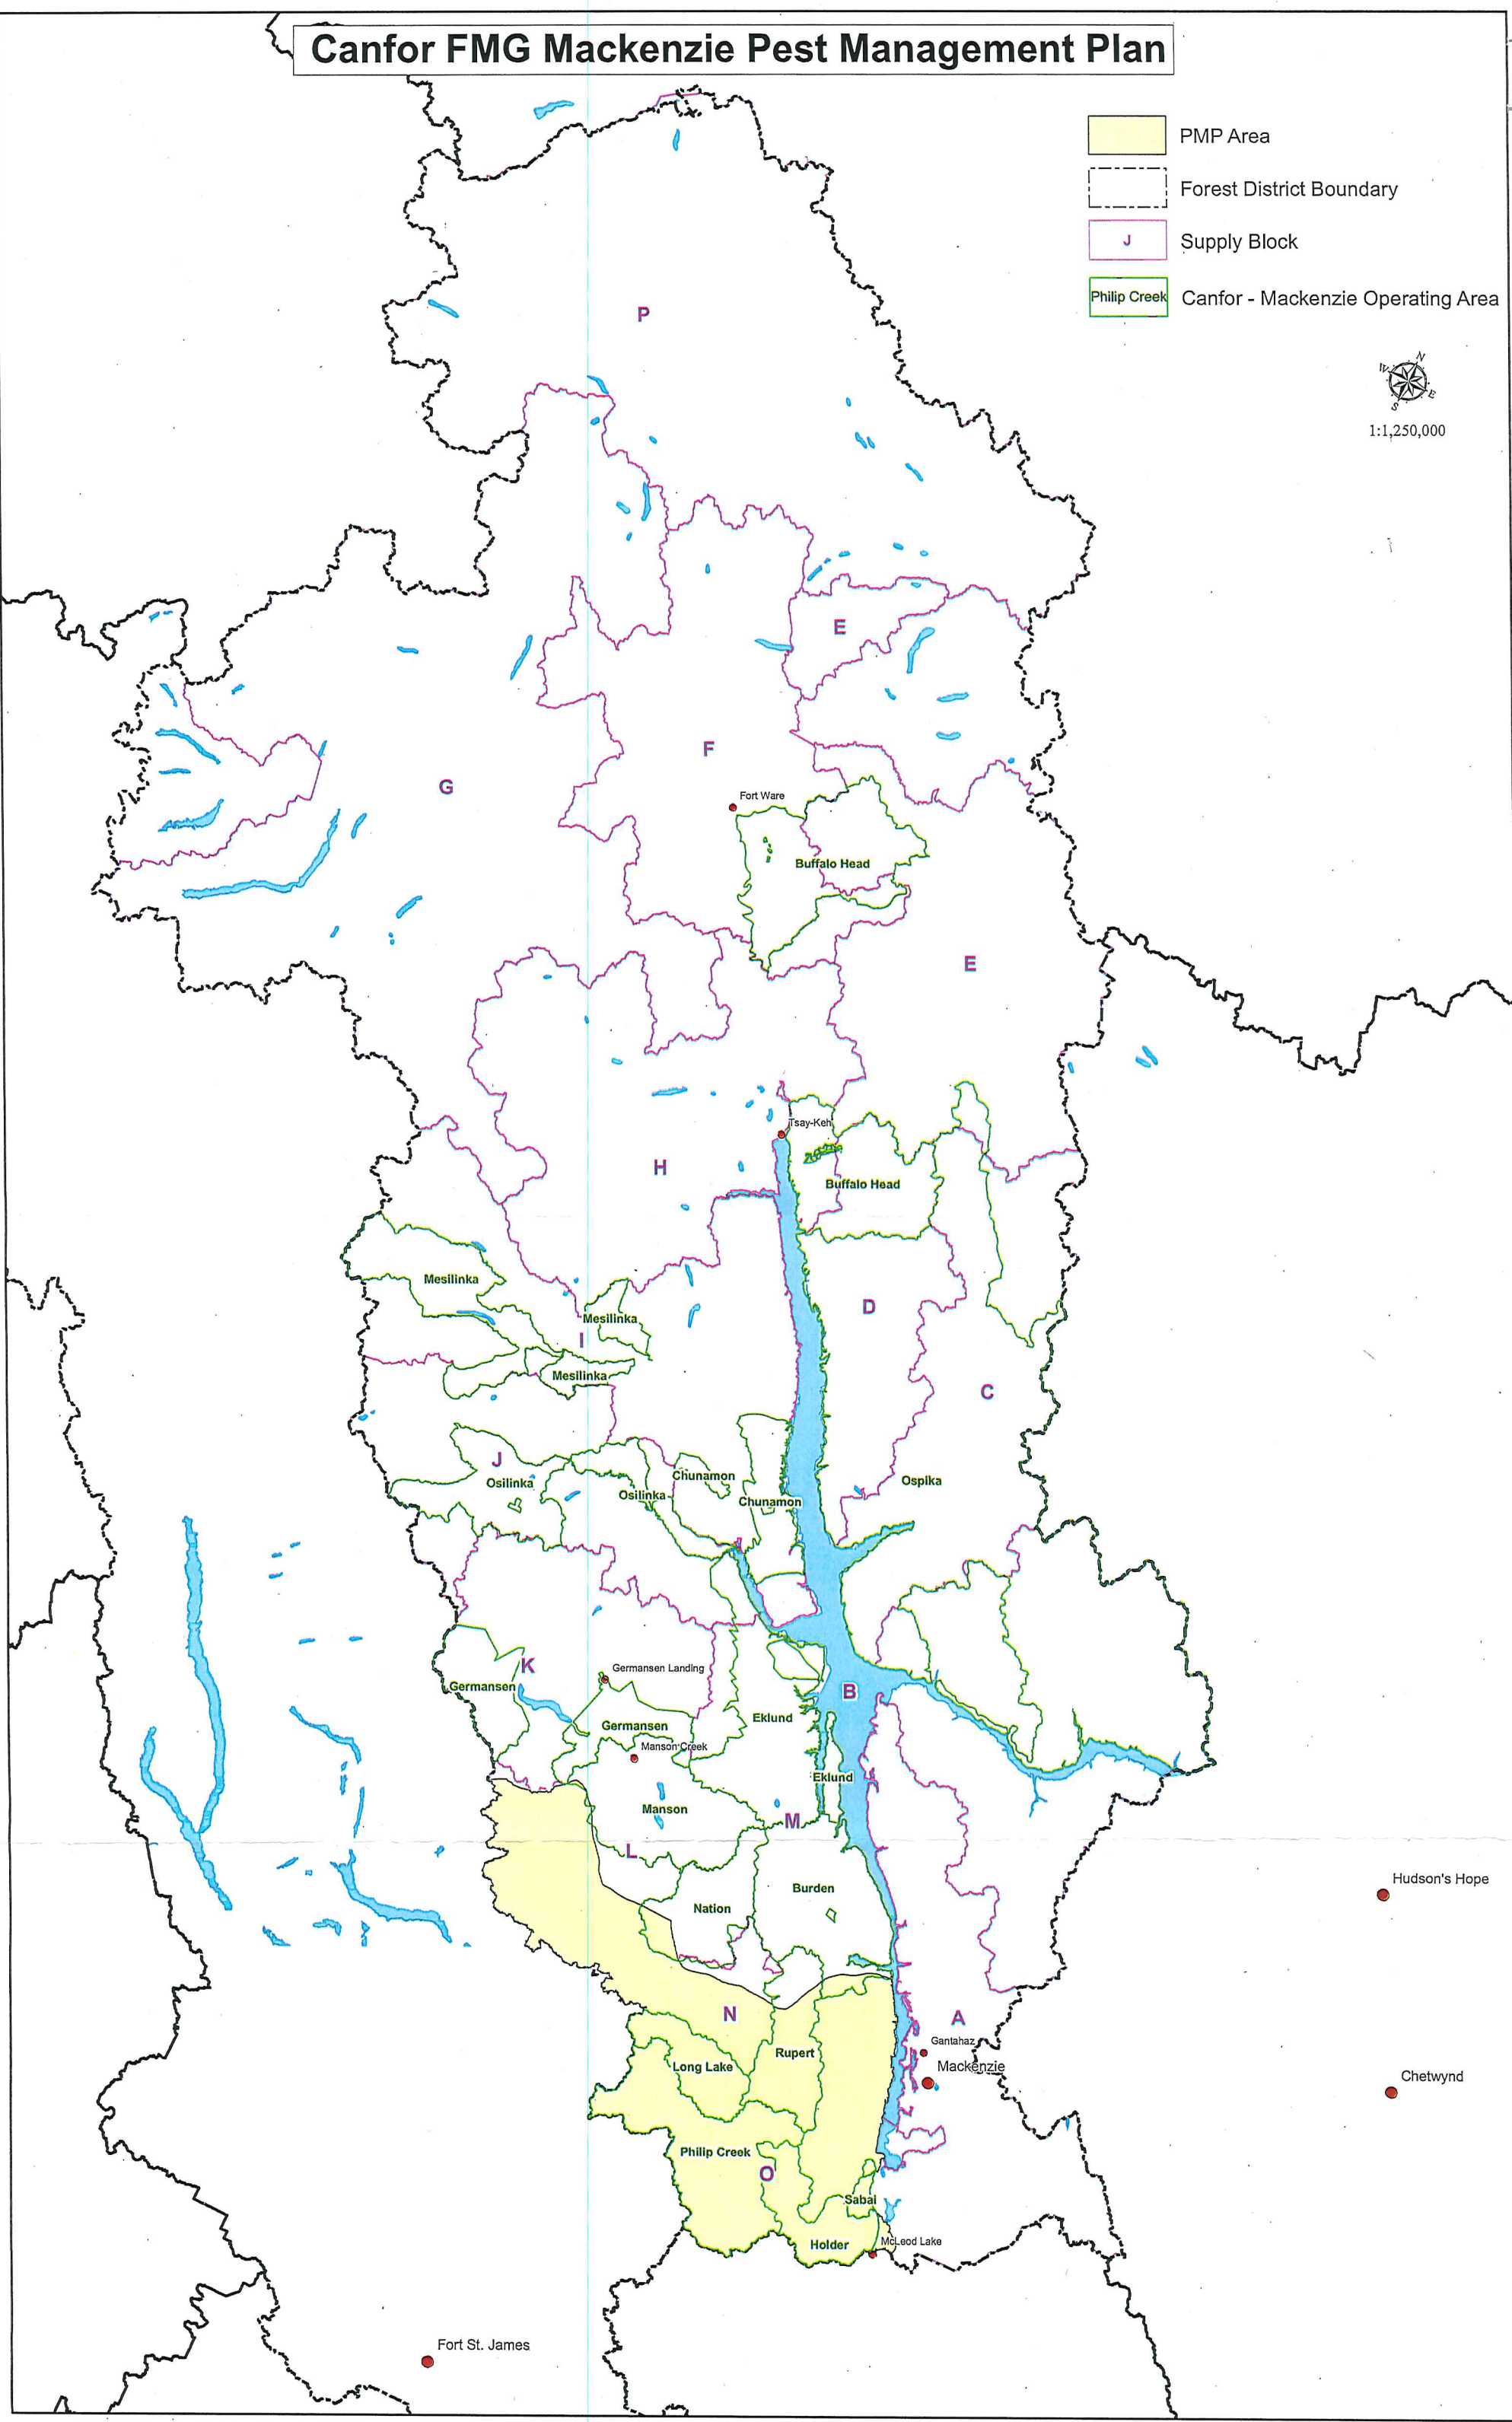 Canfor FMG Mackenzie Pest Management Plan
PMP Area
Forest District Boundary
J
Supply Block
Philip Creek
Canfor - Mackenzie Operating Area
N
W
E
S
1:1,250,000
P
E
F
G
Fort Ware
Buffalo Head
E
Tsay-Keh
H
Buffalo Head
Mesilinka
D
Mesilinka
I
Mesilinka
C
J
Osilinka
Chunamon
Osilinka
Chunamon
Ospika
K
Germansen Landing
Germansen
B
Eklund
Germansen
Manson Creek
Eklund
Manson
M
L
Burden
Hudson's Hope
Nation
N
A
Gantahaz
Rupert
Long Lake
Mackenzie
Chetwynd
Philip Creek
O
Sabai
McLeod Lake
Holder
Fort St. James